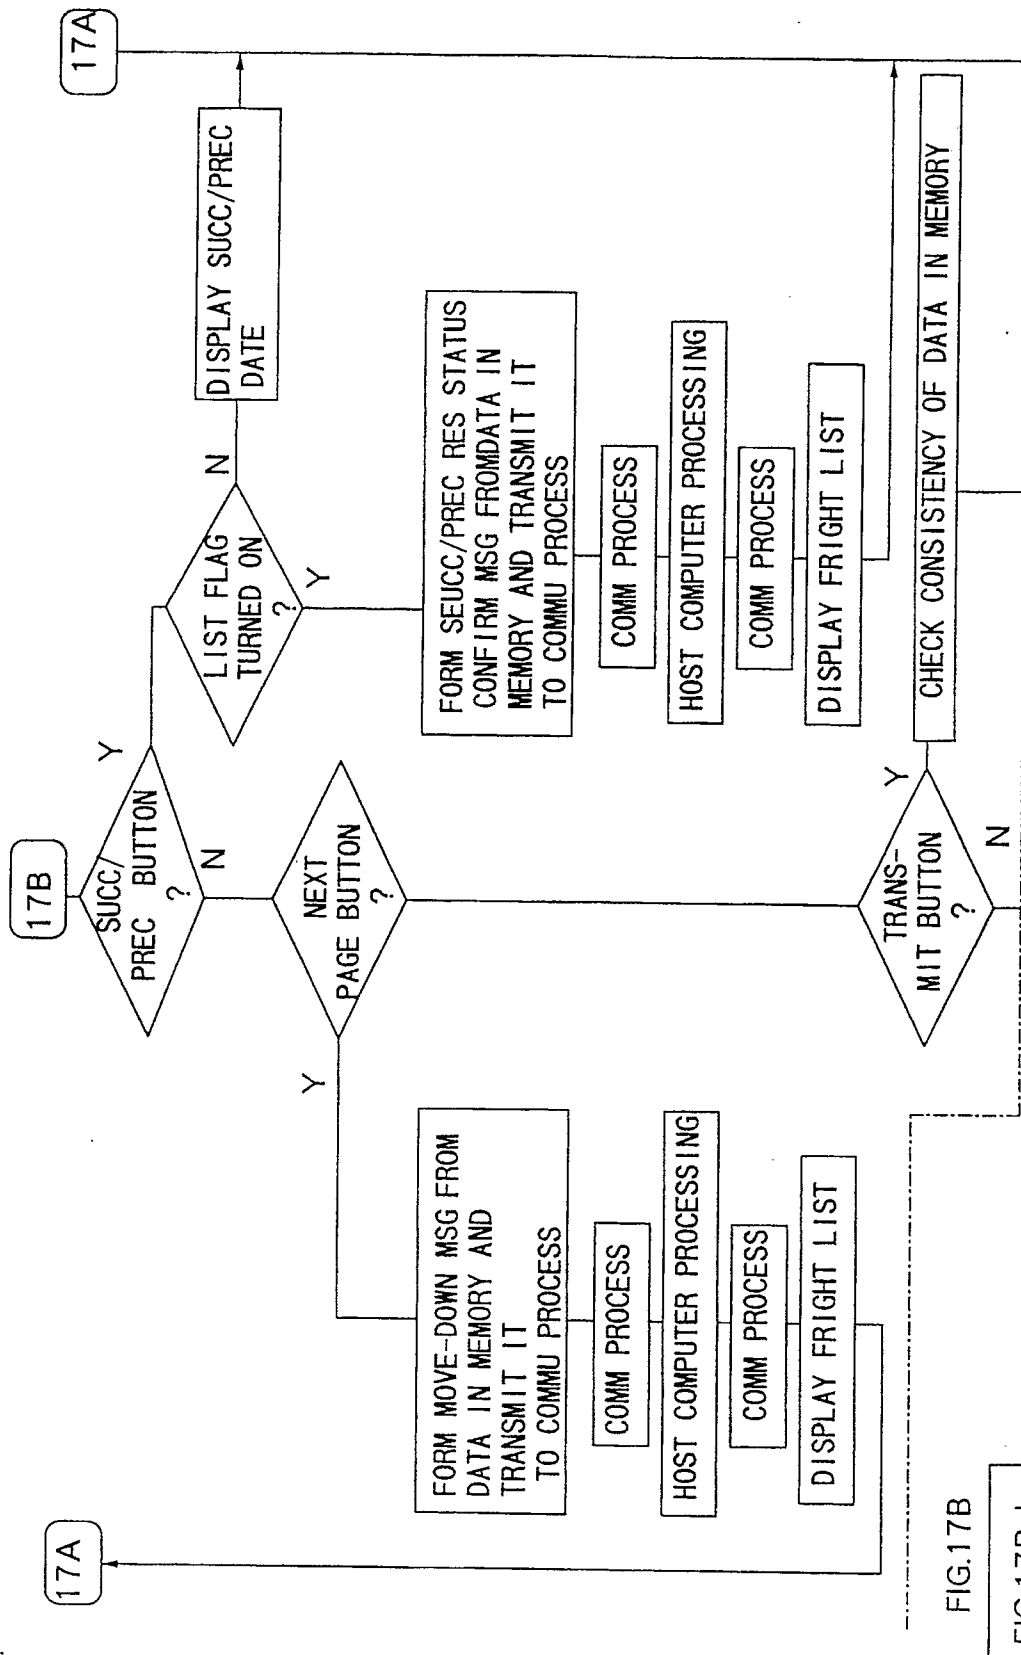 17B
17A
17A
SUCC/
PREC BUTTON
?
Y
N
LIST FLAG
TURNED ON
?
N
Y
DISPLAY SUCC/PREC
DATE
FORM SEUCC/PREC RES STATUS
CONFIRM MSG FROMDATA IN
MEMORY AND TRANSMIT IT
TO COMMU PROCESS
COMM PROCESS
HOST COMPUTER PROCESSING
COMM PROCESS
DISPLAY FRIGHT LIST
NEXT
PAGE BUTTON
?
Y
FORM MOVE-DOWN MSG FROM
DATA IN MEMORY AND
TRANSMIT IT
TO COMMU PROCESS
COMM PROCESS
HOST COMPUTER PROCESSING
COMM PROCESS
DISPLAY FRIGHT LIST
TRANS-
MIT BUTTON
?
Y
N
CHECK CONSISTENCY OF DATA IN MEMORY
FIG.17B